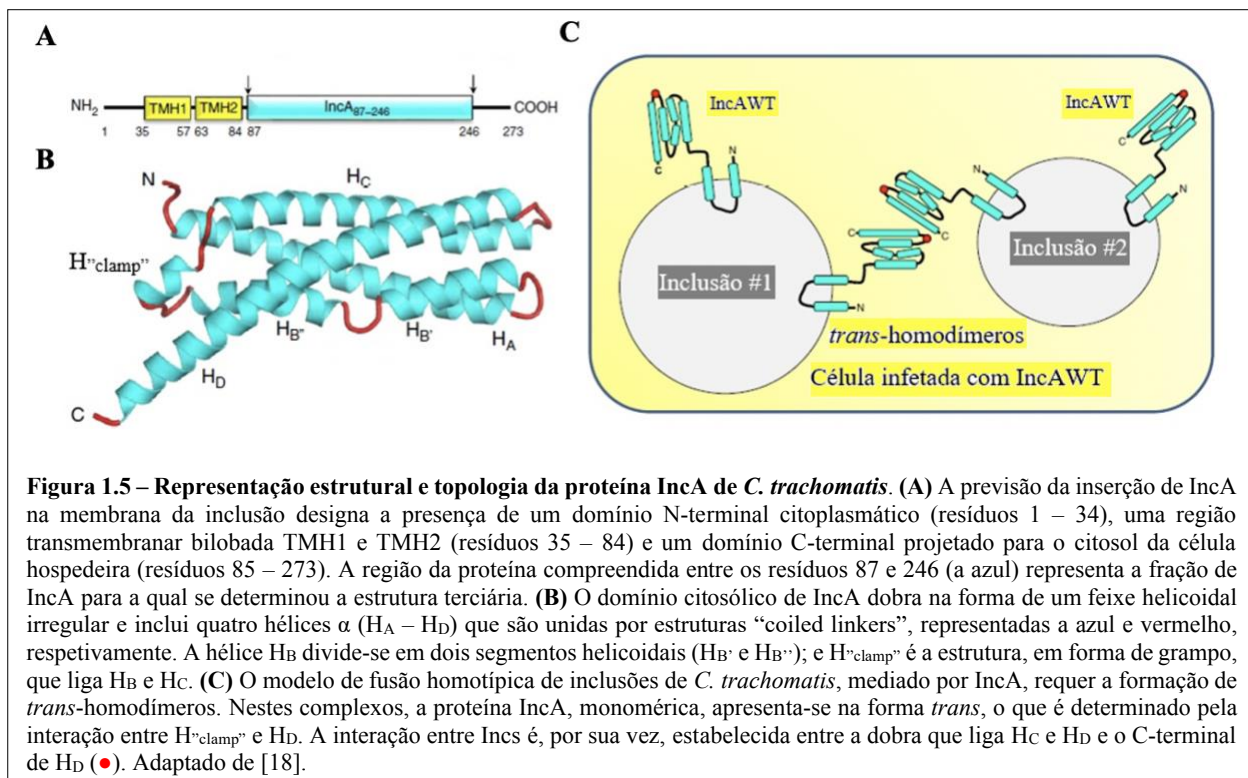 A
NH2
TMH1
TMH2
IncA87–246
COOH
1
35
57
63
84
87
246
273
B
N
HC
H"clamp"
HB"
HB'
HA
HD
C
C
IncAWT
N
C
IncAWT
C
N
N
C
C
Inclusão #1
Inclusão #2
N
trans-homodímeros
Célula infetada com IncAWT
Figura 1.5 – Representação estrutural e topologia da proteína IncA de C. trachomatis. (A) A previsão da inserção de IncA
na membrana da inclusão designa a presença de um domínio N-terminal citoplasmático (resíduos 1 – 34), uma região
transmembranar bilobada TMH1 e TMH2 (resíduos 35 – 84) e um domínio C-terminal projetado para o citosol da célula
hospedeira (resíduos 85 – 273). A região da proteína compreendida entre os resíduos 87 e 246 (a azul) representa a fração de
IncA para a qual se determinou a estrutura terciária. (B) O domínio citosólico de IncA dobra na forma de um feixe helicoidal
irregular e inclui quatro hélices α (HA – HD) que são unidas por estruturas “coiled linkers”, representadas a azul e vermelho,
respetivamente. A hélice HB divide-se em dois segmentos helicoidais (HB' e HB''); e H"clamp" é a estrutura, em forma de grampo,
que liga HB e HC. (C) O modelo de fusão homotípica de inclusões de C. trachomatis, mediado por IncA, requer a formação de
trans-homodímeros. Nestes complexos, a proteína IncA, monomérica, apresenta-se na forma trans, o que é determinado pela
interação entre H"clamp" e HD. A interação entre Incs é, por sua vez, estabelecida entre a dobra que liga HC e HD e o C-terminal
de HD (●). Adaptado de [18].